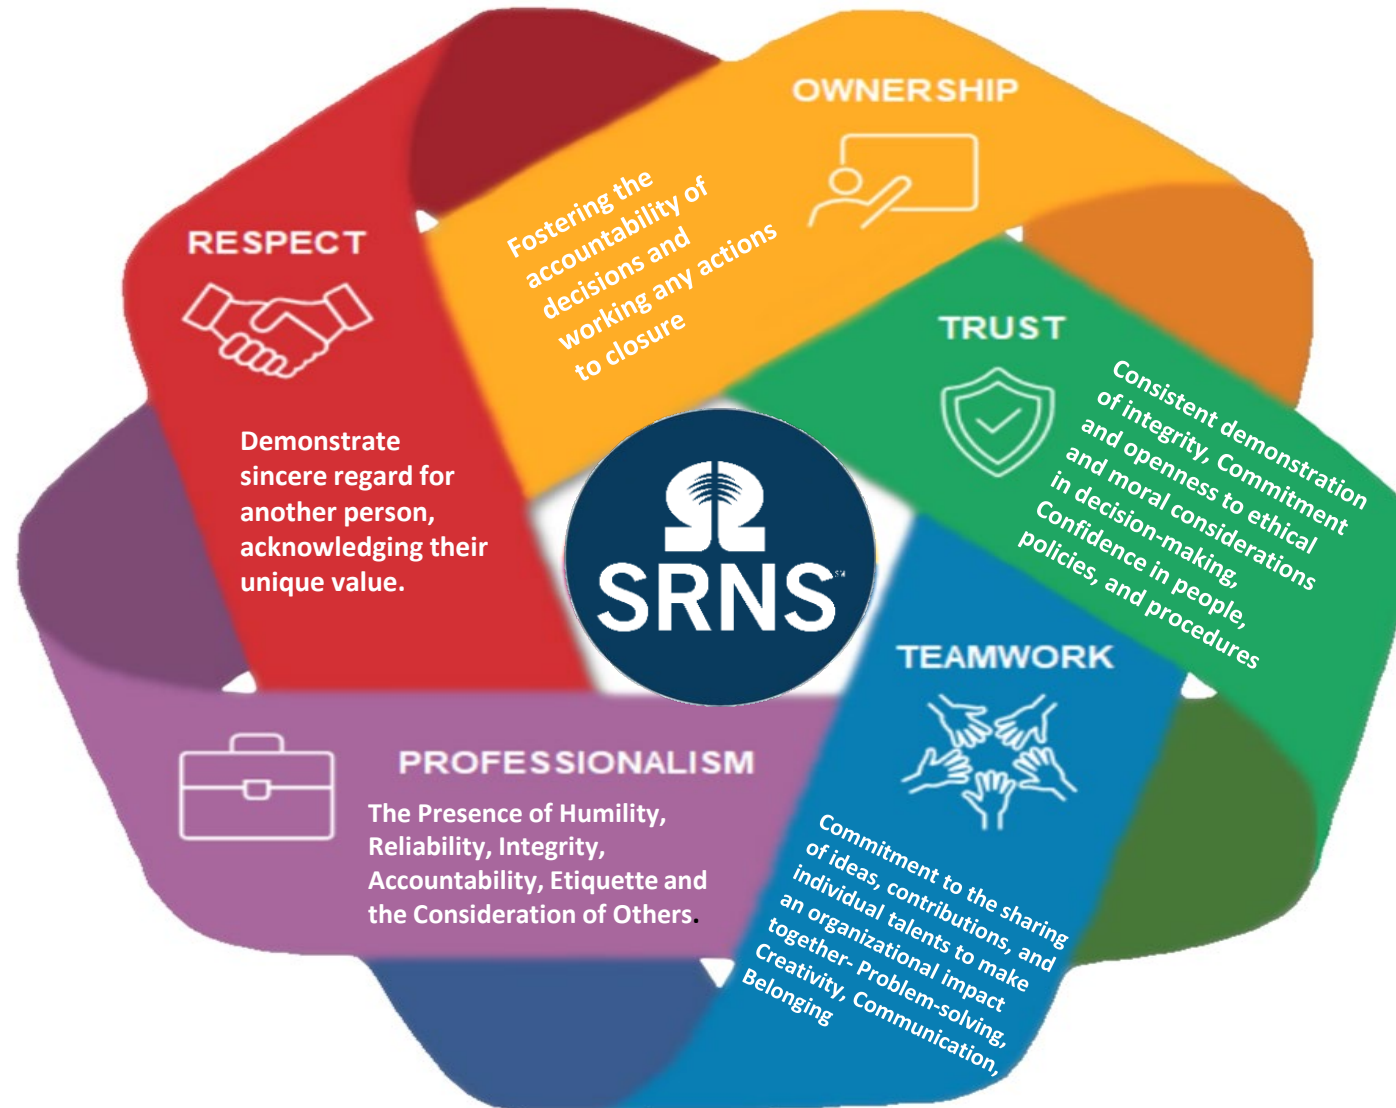 RESPECT
Demonstrate
sincere regard for
another person,
acknowledging their
unique value.
OWNERSHIP
Fostering the
accountability of
decisions and
working any actions
to closure
TRUST
Consistent demonstration
of integrity, Commitment
and openness to ethical
and moral considerations
in decision-making,
Confidence in people,
policies, and procedures
SRNS℠
TEAMWORK
Commitment to the sharing
of ideas, contributions, and
individual talents to make
an organizational impact
together- Problem-solving,
Creativity, Communication,
Belonging
PROFESSIONALISM
The Presence of Humility,
Reliability, Integrity,
Accountability, Etiquette and
the Consideration of Others.